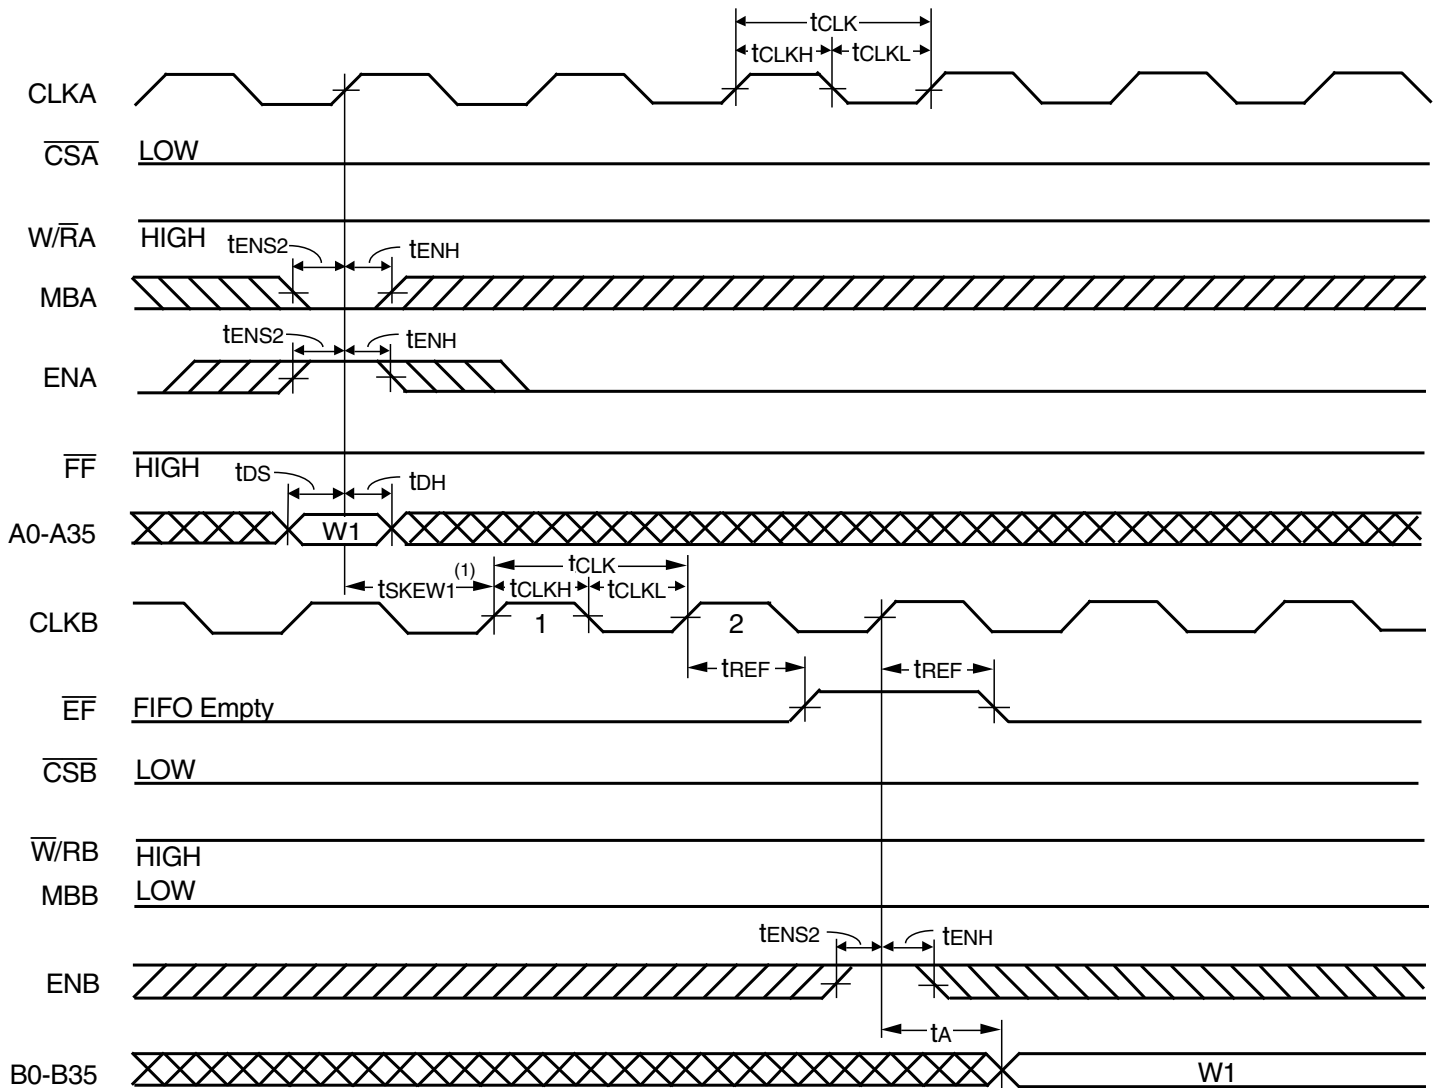 tCLK
tCLKH tCLKL
CLKA
CSA LOW
W/RA HIGH
tENS2 tENH
MBA
tENS2 tENH
ENA
FF HIGH
tDS tDH
A0-A35 W1
tCLK
tSKEW1(1) tCLKH tCLKL
CLKB 1 2
tREF tREF
EF FIFO Empty
CSB LOW
W/RB HIGH
MBB LOW
tENS2 tENH
ENB
tA
B0-B35 W1